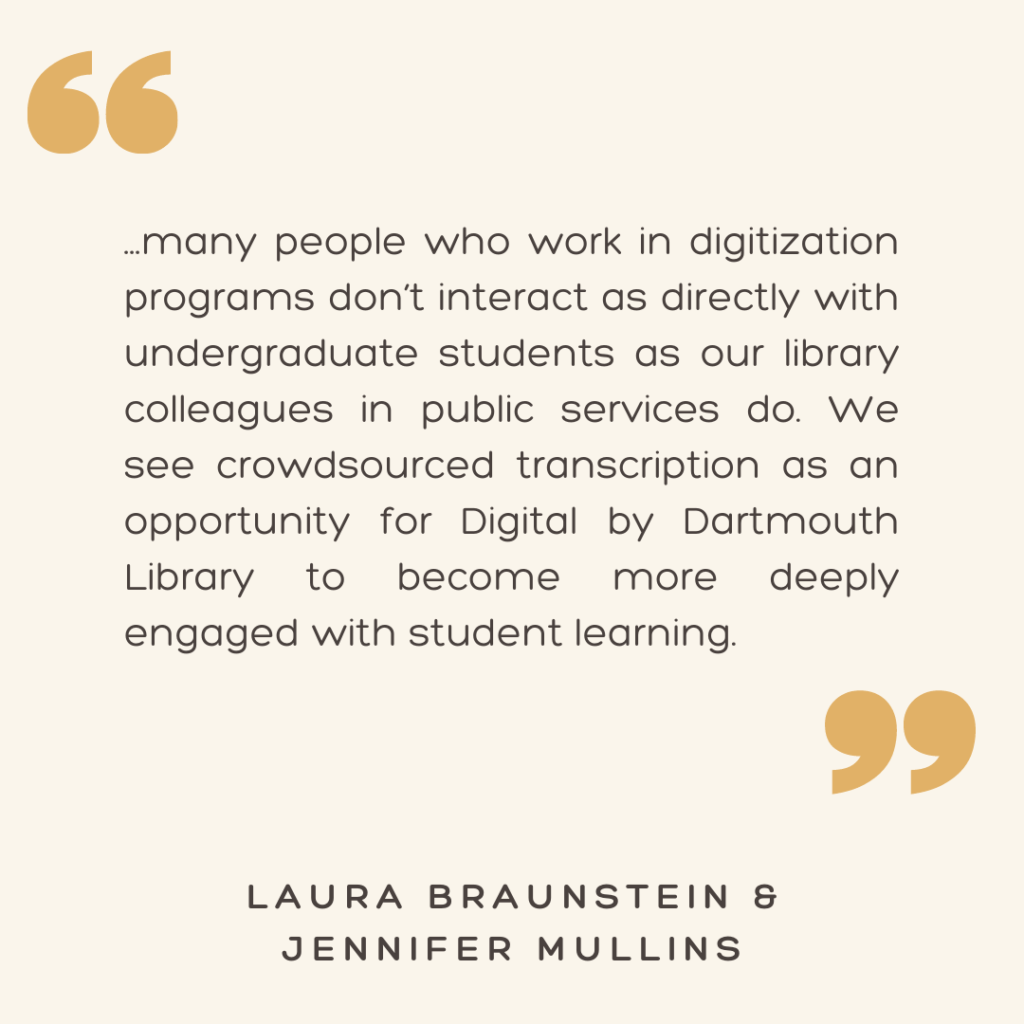 “
...many people who work in digitization
programs don’t interact as directly with
undergraduate students as our library
colleagues in public services do. We
see crowdsourced transcription as an
opportunity for Digital by Dartmouth
Library to become more deeply
engaged with student learning.
”
LAURA BRAUNSTEIN &
JENNIFER MULLINS